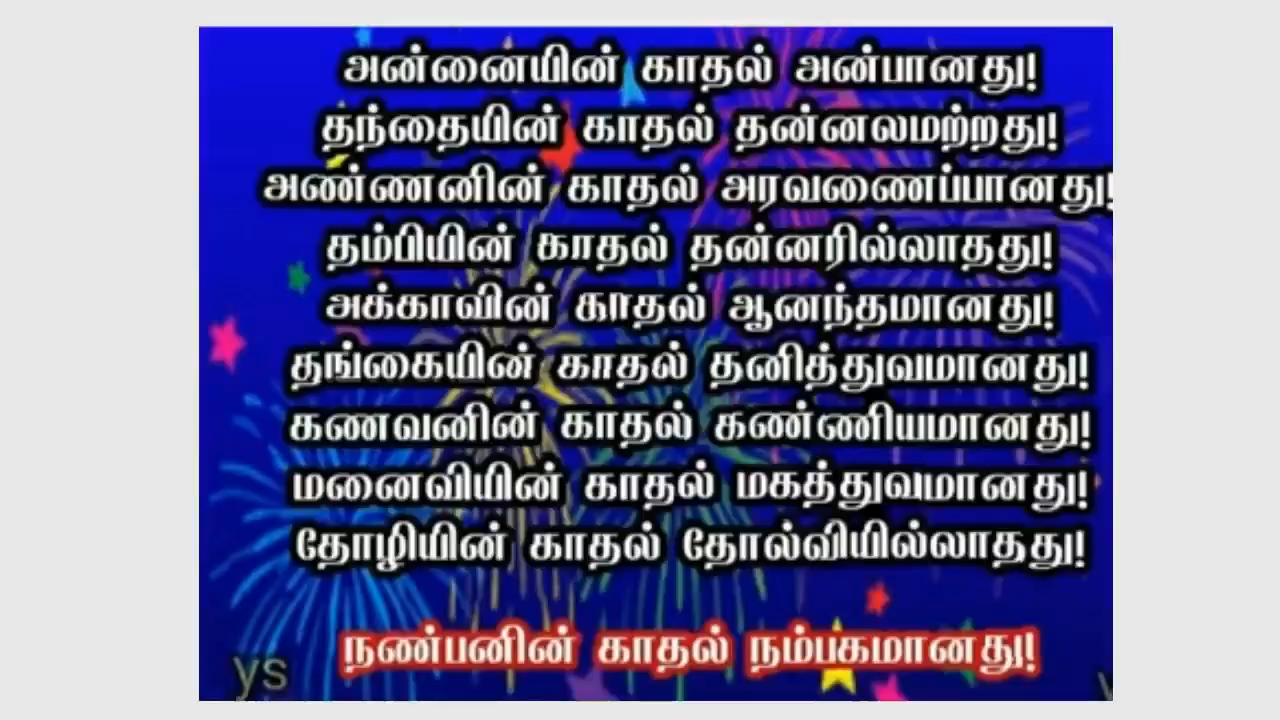 அன்னையின் காதல் அன்பானது!
தந்தையின் காதல் தன்னலமற்றது!
அண்ணனின் காதல் அரவணைப்பானது!
தம்பியின் காதல் தன்னரில்லாதது!
அக்காவின் காதல் ஆனந்தமானது!
தங்கையின் காதல் தனித்துவமானது!
கணவனின் காதல் கண்ணியமானது!
மனைவியின் காதல் மகத்துவமானது!
தோழியின் காதல் தோல்வியில்லாதது!
நண்பனின் காதல் நம்பகமானது!
ys